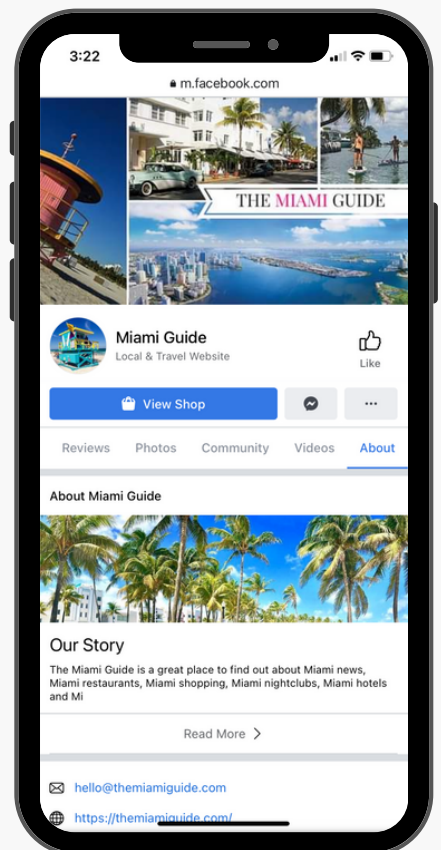 3:22
m.facebook.com
THE MIAMI GUIDE
Miami Guide
Local & Travel Website
Like
View Shop
Reviews Photos Community Videos About
About Miami Guide
Our Story
The Miami Guide is a great place to find out about Miami news,
Miami restaurants, Miami shopping, Miami nightclubs, Miami hotels
and Mi
Read More
hello@themiamiguide.com
https://themiamiguide.com/